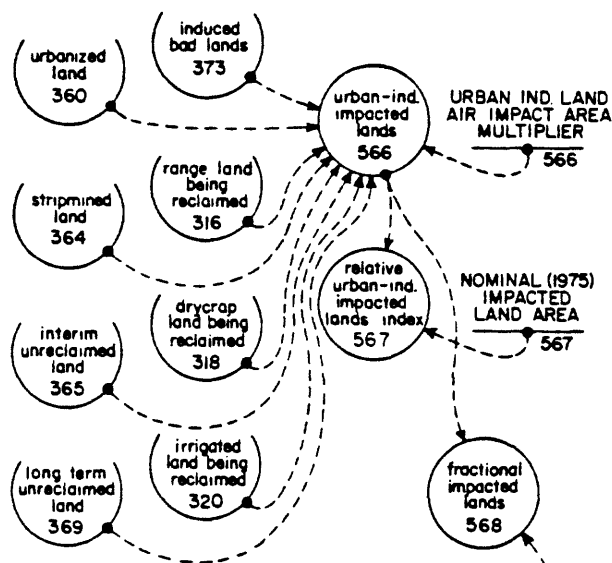 urbanized
land
360
induced
bad lands
373
urban-ind.
impacted
lands
566
URBAN IND. LAND
AIR IMPACT AREA
MULTIPLIER
566
stripmined
land
364
range land
being
reclaimed
316
relative
urban-ind.
impacted
lands index
567
NOMINAL (1975)
IMPACTED
LAND AREA
567
interim
unreclaimed
land
365
drycrop
land being
reclaimed
318
long term
unreclaimed
land
369
irrigated
land being
reclaimed
320
fractional
impacted
lands
568